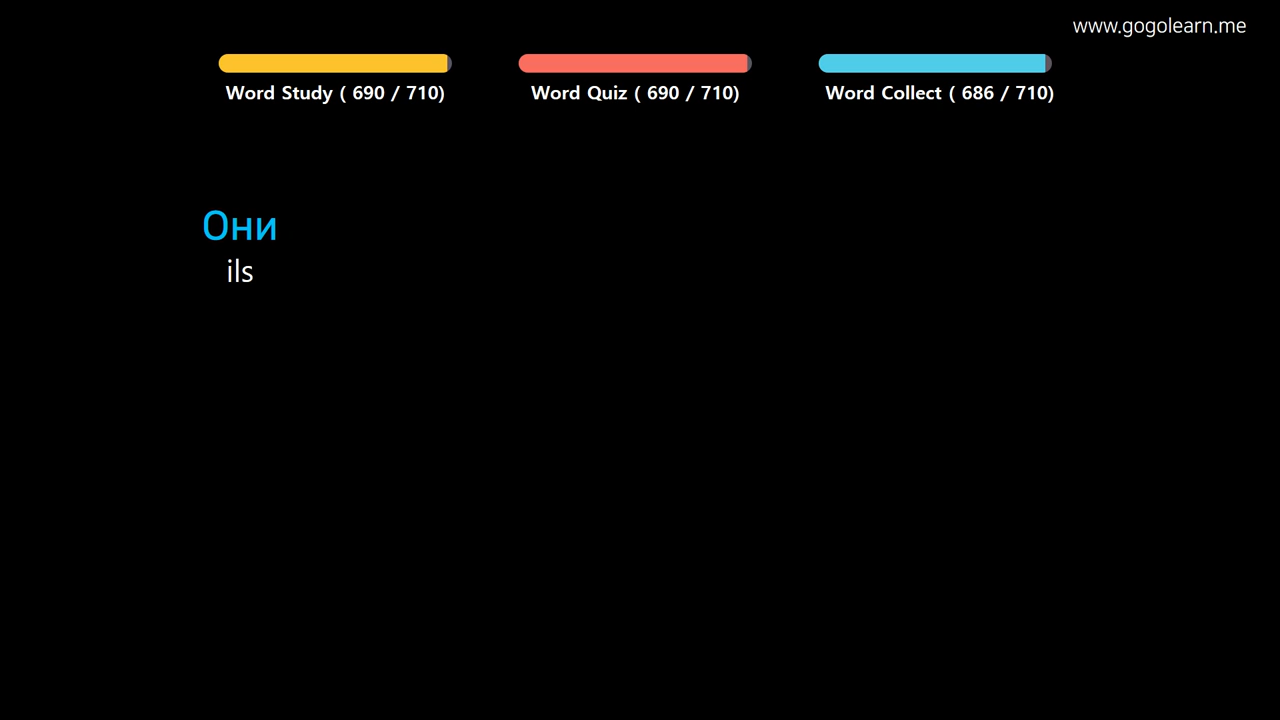 www.gogolearn.me
Word Study ( 690 / 710)
Word Quiz ( 690 / 710)
Word Collect ( 686 / 710)
Они
ils